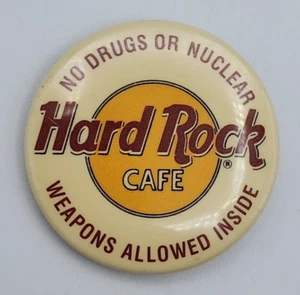 NO DRUGS OR NUCLEAR
Hard Rock
®
CAFE
WEAPONS ALLOWED INSIDE